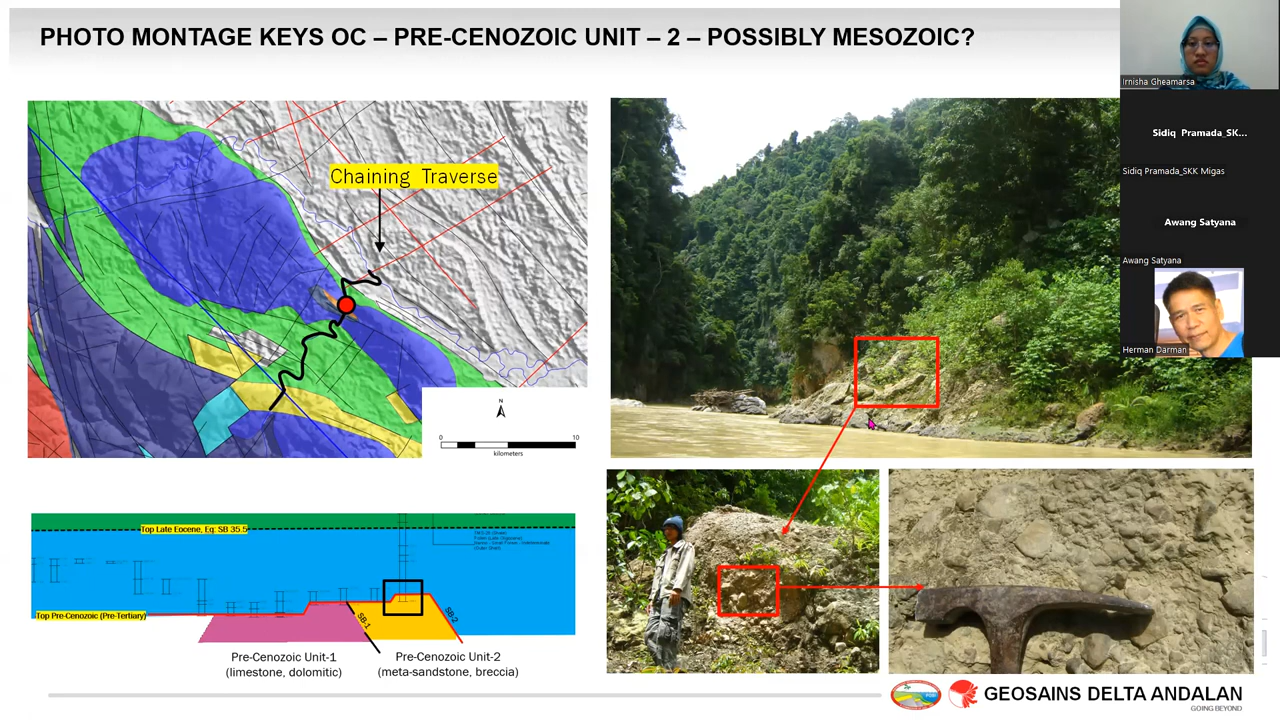 PHOTO MONTAGE KEYS OC – PRE-CENOZOIC UNIT – 2 – POSSIBLY MESOZOIC?
Irnisha Gheamarsa
Sidiq Pramada_SK...
Sidiq Pramada_SKK Migas
Awang Satyana
Awang Satyana
Herman Darman
Chaining Traverse
N
0
10
kilometers
Top Late Eocene, Eq: SB 35.5
Top Pre-Cenozoic (Pre-Tertiary)
SB-1
SB-2
Pre-Cenozoic Unit-1
(limestone, dolomitic)
Pre-Cenozoic Unit-2
(meta-sandstone, breccia)
GEOSAINS DELTA ANDALAN
GOING BEYOND